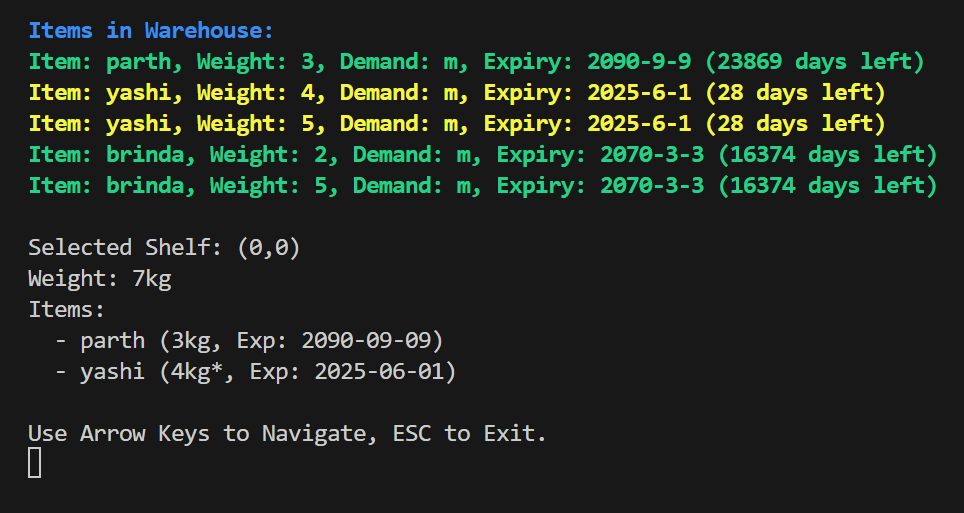 Items in Warehouse:
Item: parth, Weight: 3, Demand: m, Expiry: 2090-9-9 (23869 days left)
Item: yashi, Weight: 4, Demand: m, Expiry: 2025-6-1 (28 days left)
Item: yashi, Weight: 5, Demand: m, Expiry: 2025-6-1 (28 days left)
Item: brinda, Weight: 2, Demand: m, Expiry: 2070-3-3 (16374 days left)
Item: brinda, Weight: 5, Demand: m, Expiry: 2070-3-3 (16374 days left)
Selected Shelf: (0,0)
Weight: 7kg
Items:
- parth (3kg, Exp: 2090-09-09)
- yashi (4kg*, Exp: 2025-06-01)
Use Arrow Keys to Navigate, ESC to Exit.